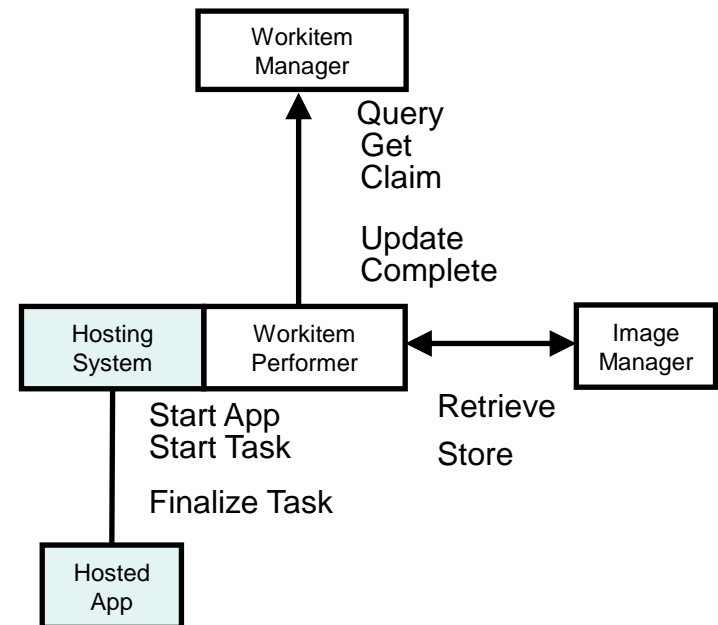 Workitem
Manager
Query
Get
Claim
Update
Complete
Hosting
System
Workitem
Performer
Image
Manager
Retrieve
Store
Start App
Start Task
Finalize Task
Hosted
App